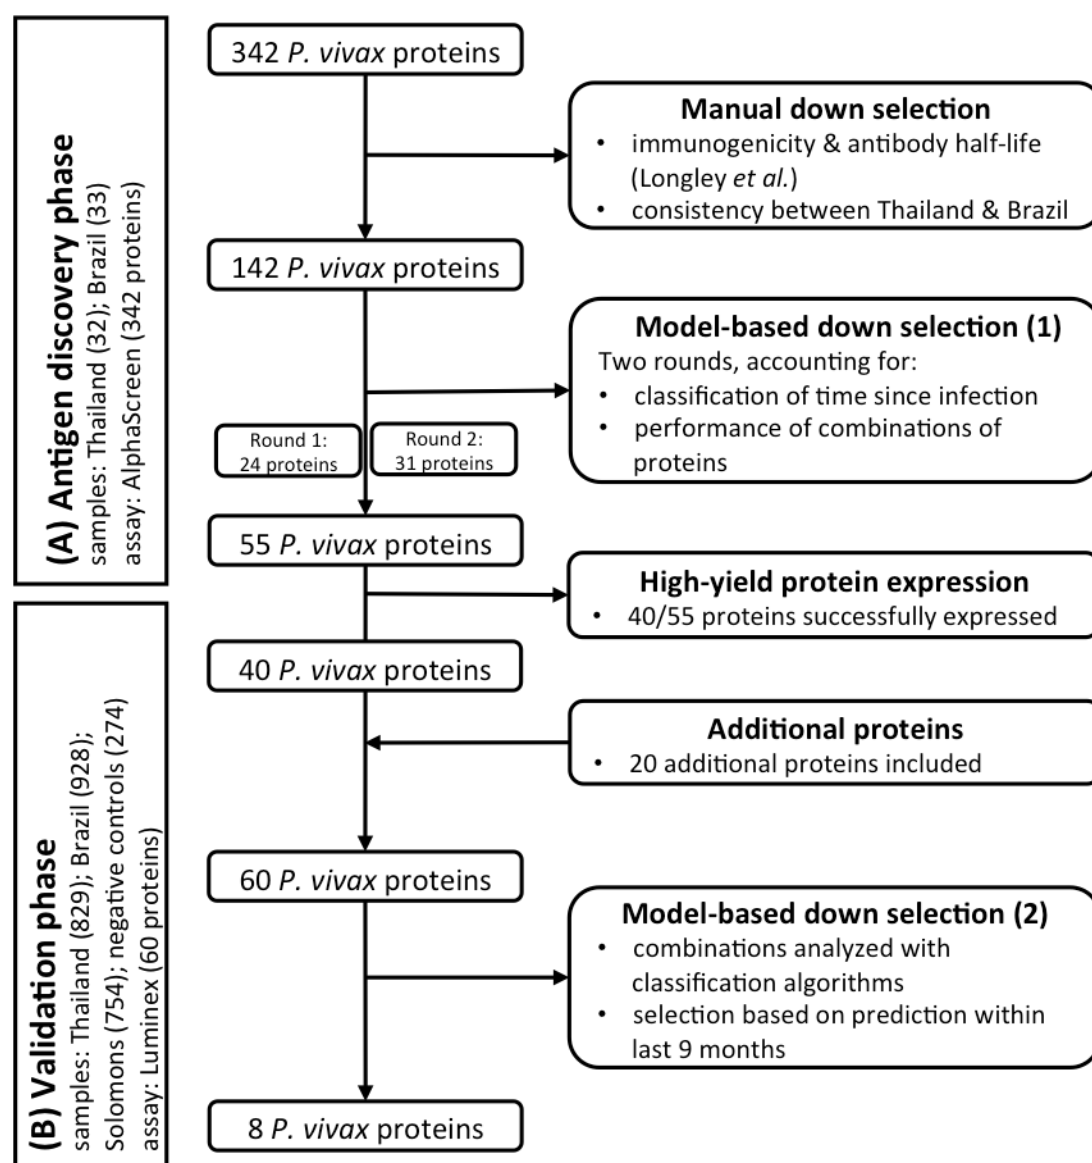 (A) Antigen discovery phase
samples: Thailand (32); Brazil (33)
assay: AlphaScreen (342 proteins)
342 P. vivax proteins
Manual down selection
• immunogenicity & antibody half-life
(Longley et al.)
• consistency between Thailand & Brazil
142 P. vivax proteins
Model-based down selection (1)
Two rounds, accounting for:
• classification of time since infection
• performance of combinations of
proteins
Round 1:
24 proteins
Round 2:
31 proteins
55 P. vivax proteins
High-yield protein expression
• 40/55 proteins successfully expressed
(B) Validation phase
samples: Thailand (829); Brazil (928);
Solomons (754); negative controls (274)
assay: Luminex (60 proteins)
40 P. vivax proteins
Additional proteins
• 20 additional proteins included
60 P. vivax proteins
Model-based down selection (2)
• combinations analyzed with
classification algorithms
• selection based on prediction within
last 9 months
8 P. vivax proteins